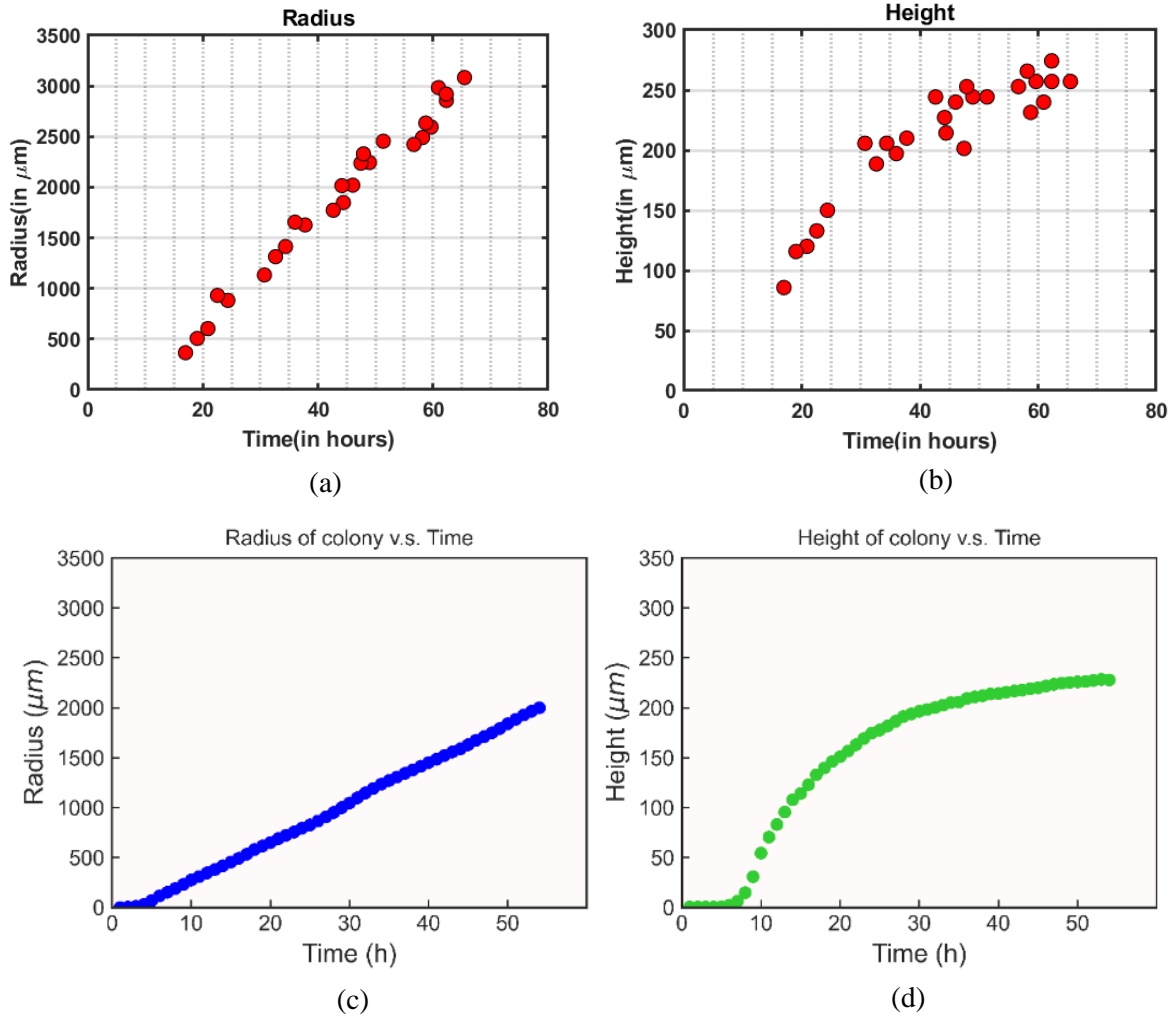 Radius
3500
3000
2500
2000
1500
1000
500
0
0 20 40 60 80
Radius(in μm)
Time(in hours)
(a)
Height
300
250
200
150
100
50
0
0 20 40 60 80
Height(in μm)
Time(in hours)
(b)
Radius of colony v.s. Time
3500
3000
2500
2000
1500
1000
500
0
0 10 20 30 40 50
Radius (μm)
Time (h)
(c)
Height of colony v.s. Time
350
300
250
200
150
100
50
0
0 10 20 30 40 50
Height (μm)
Time (h)
(d)